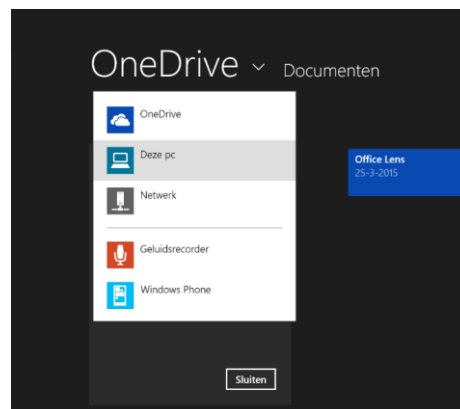 OneDrive Documenten
OneDrive
Deze pc
Netwerk
Geluidsrecorder
Windows Phone
Office Lens
25-3-2015
Sluiten